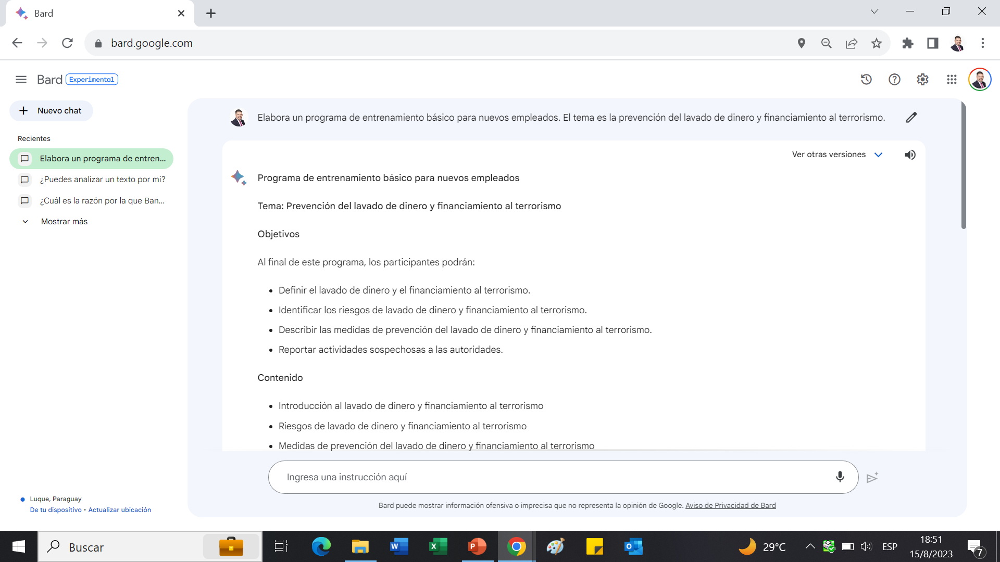 Bard
bard.google.com
Bard Experimental
Nuevo chat
Recientes
Elabora un programa de entren...
¿Puedes analizar un texto por mí?
¿Cuál es la razón por la que Ban...
Mostrar más
Elabora un programa de entrenamiento básico para nuevos empleados. El tema es la prevención del lavado de dinero y financiamiento al terrorismo.
Ver otras versiones
Programa de entrenamiento básico para nuevos empleados
Tema: Prevención del lavado de dinero y financiamiento al terrorismo
Objetivos
Al final de este programa, los participantes podrán:
Definir el lavado de dinero y el financiamiento al terrorismo.
Identificar los riesgos de lavado de dinero y financiamiento al terrorismo.
Describir las medidas de prevención del lavado de dinero y financiamiento al terrorismo.
Reportar actividades sospechosas a las autoridades.
Contenido
Introducción al lavado de dinero y financiamiento al terrorismo
Riesgos de lavado de dinero y financiamiento al terrorismo
Medidas de prevención del lavado de dinero y financiamiento al terrorismo
Ingresa una instrucción aquí
Bard puede mostrar información ofensiva o imprecisa que no representa la opinión de Google. Aviso de Privacidad de Bard
Luque, Paraguay
De tu dispositivo • Actualizar ubicación
Buscar
29°C
ESP
18:51
15/8/2023
7